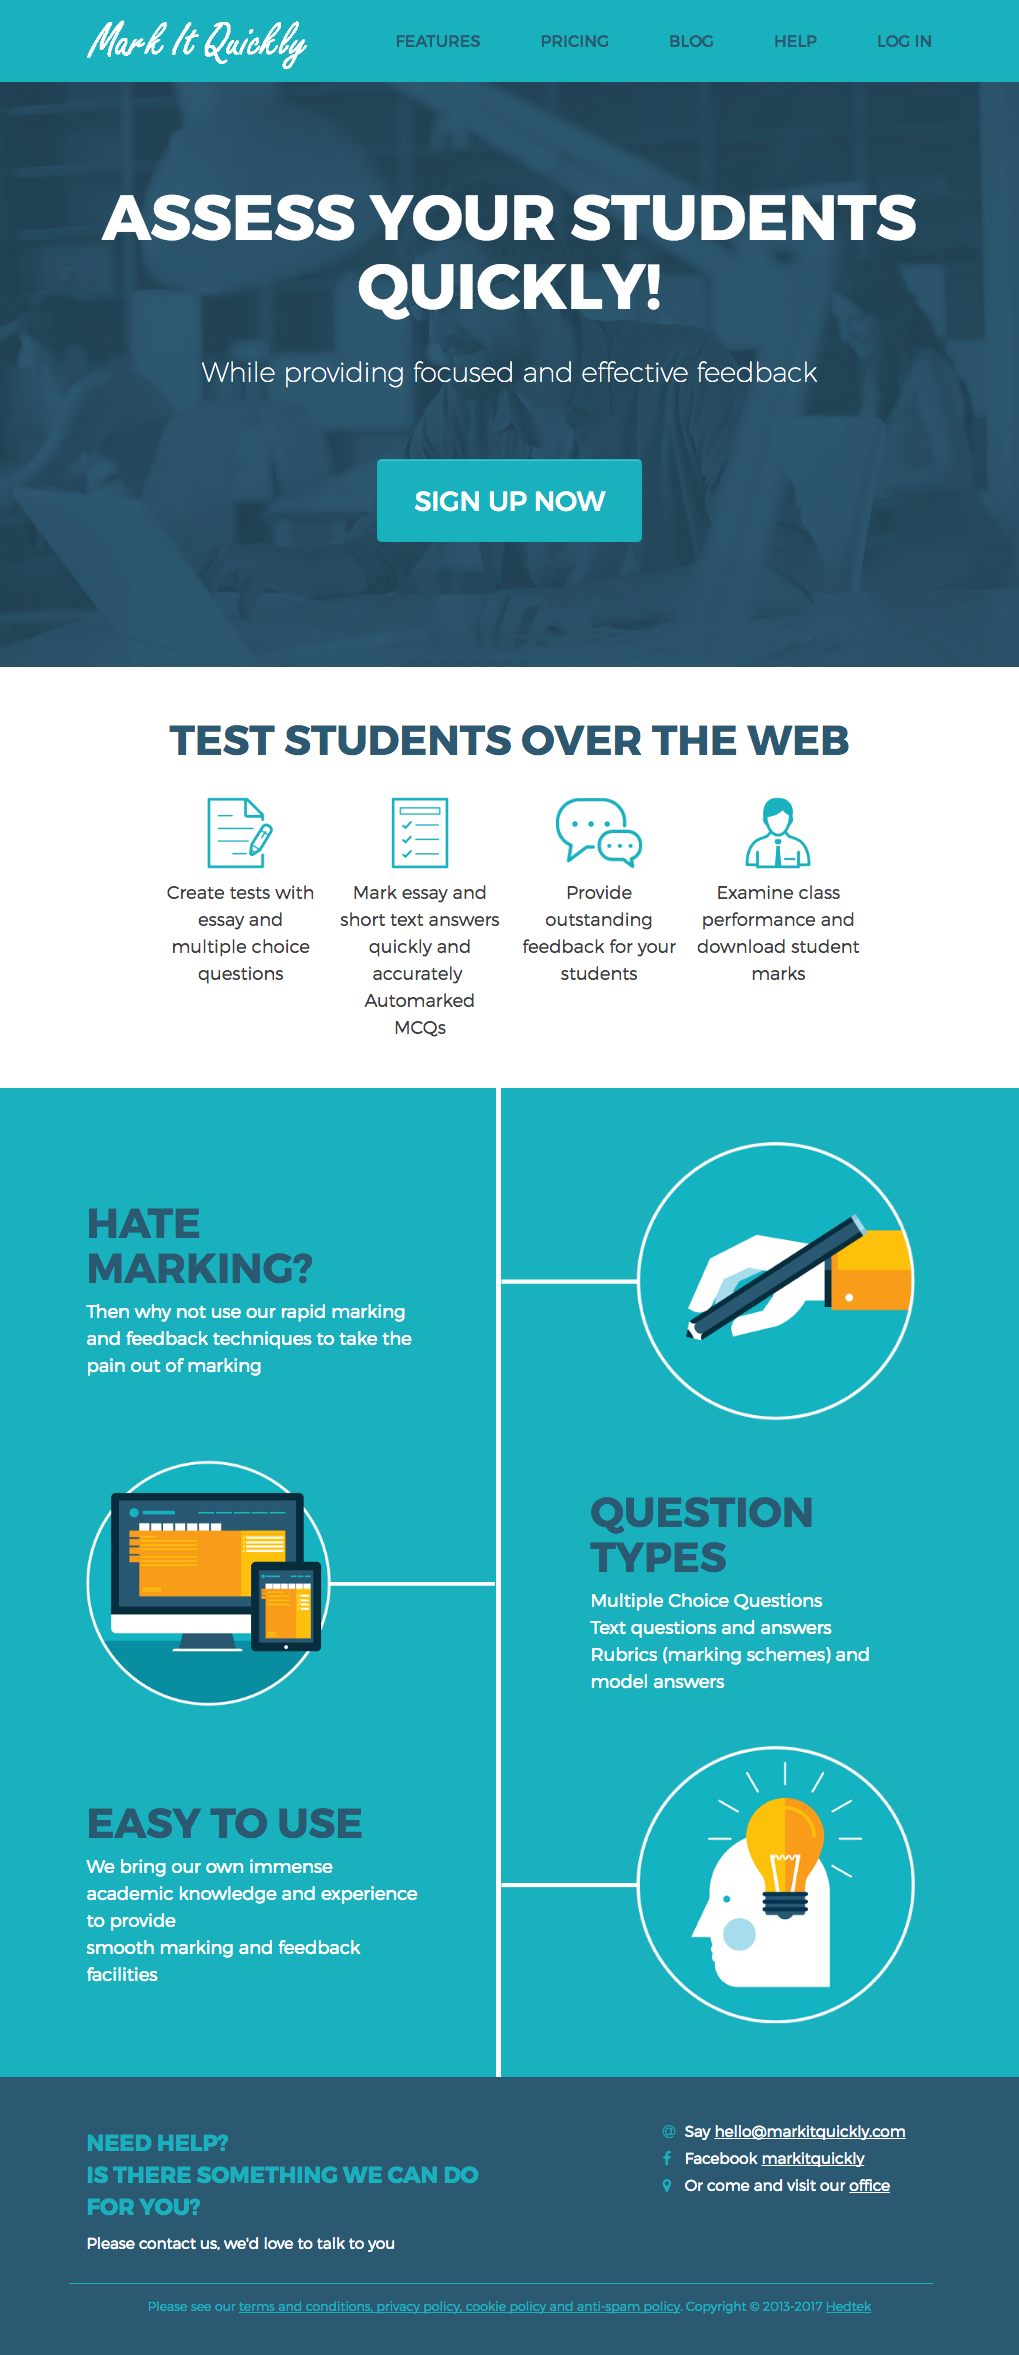 Mark It Quickly
FEATURES
PRICING
BLOG
HELP
LOG IN
ASSESS YOUR STUDENTS
QUICKLY!
While providing focused and effective feedback
SIGN UP NOW
TEST STUDENTS OVER THE WEB
Create tests with
essay and
multiple choice
questions
Mark essay and
short text answers
quickly and
accurately
Automarked
MCQs
Provide
outstanding
feedback for your
students
Examine class
performance and
download student
marks
HATE
MARKING?
Then why not use our rapid marking
and feedback techniques to take the
pain out of marking
QUESTION
TYPES
Multiple Choice Questions
Text questions and answers
Rubrics (marking schemes) and
model answers
EASY TO USE
We bring our own immense
academic knowledge and experience
to provide
smooth marking and feedback
facilities
NEED HELP?
IS THERE SOMETHING WE CAN DO
FOR YOU?
Please contact us, we'd love to talk to you
@ Say hello@markitquickly.com
Facebook markitquickly
Or come and visit our office
Please see our terms and conditions, privacy policy, cookie policy and anti-spam policy. Copyright © 2013-2017 Hedtek